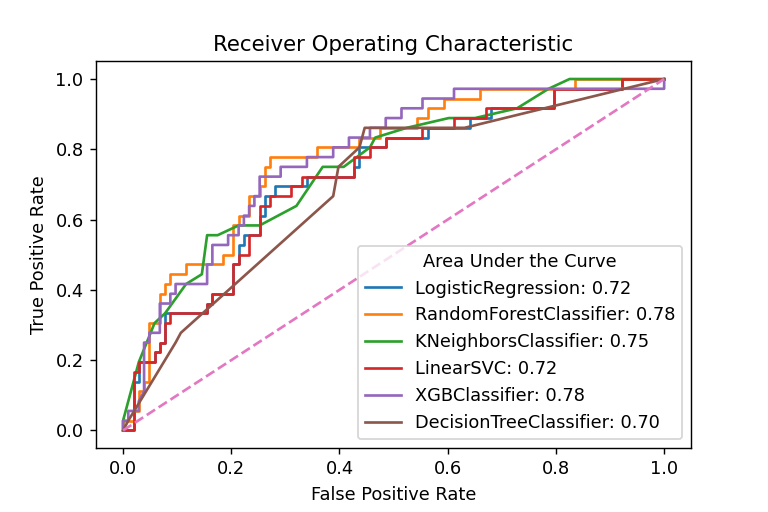 Receiver Operating Characteristic
True Positive Rate
1.0
0.8
0.6
0.4
0.2
0.0
Area Under the Curve
LogisticRegression: 0.72
RandomForestClassifier: 0.78
KNeighborsClassifier: 0.75
LinearSVC: 0.72
XGBClassifier: 0.78
DecisionTreeClassifier: 0.70
0.0 0.2 0.4 0.6 0.8 1.0
False Positive Rate